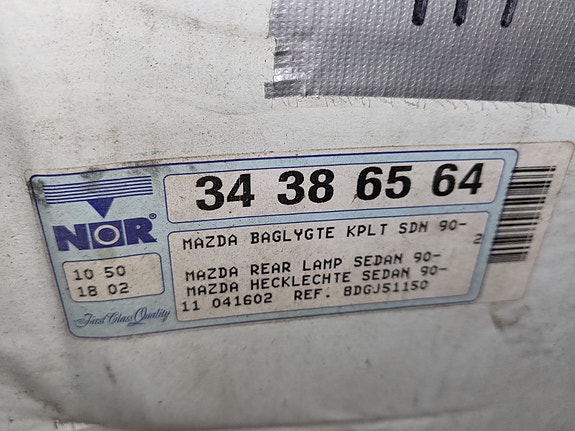 NOR®
34 38 65 64
MAZDA BAGLYGTE KPLT SDN 90-
2
MAZDA REAR LAMP SEDAN 90-
MAZDA HECKLECHTE SEDAN 90-
11 041602 REF. 8DGJ51150
10 50
18 02
First Class Quality